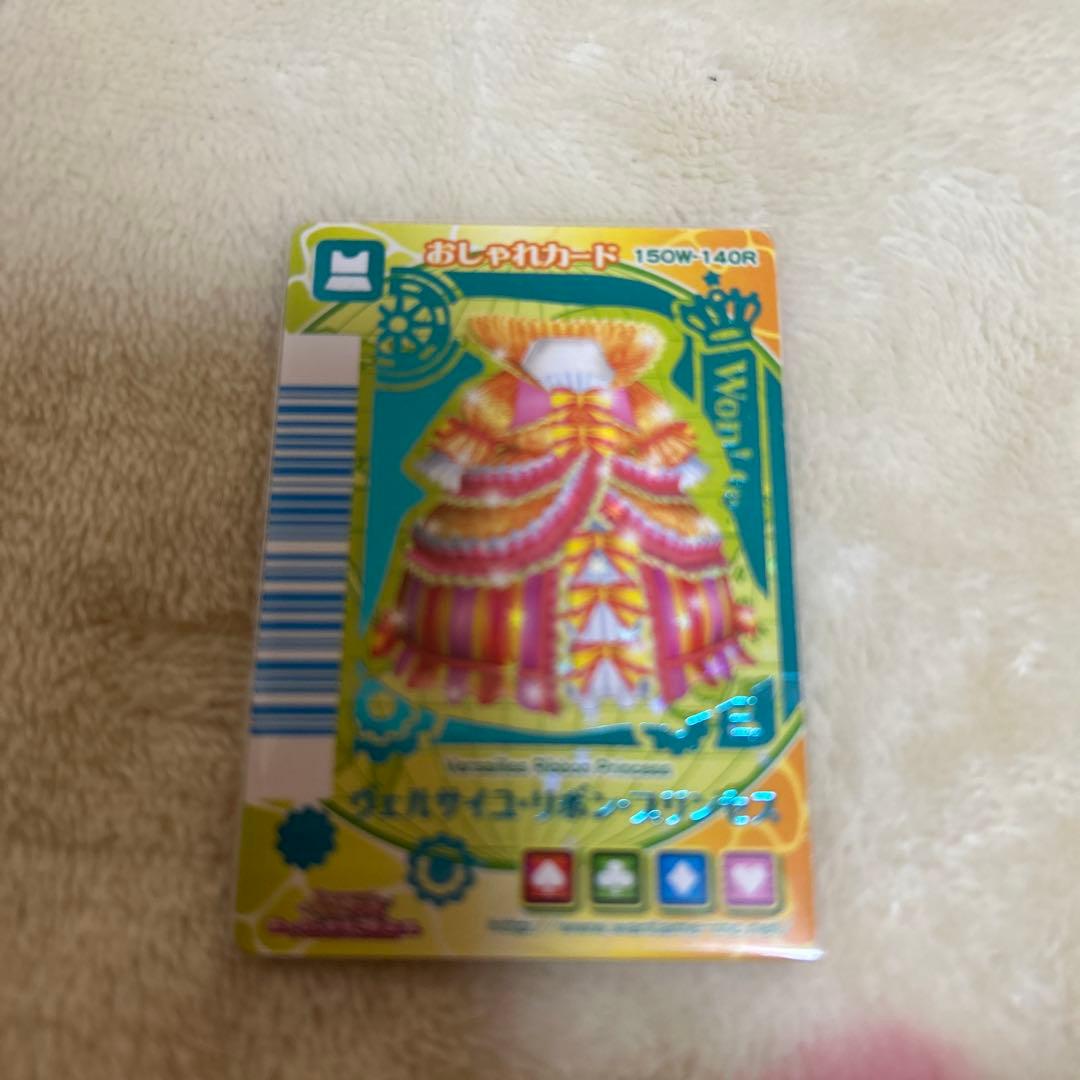 おしゃれカード 150W-140R
Won'te
Versailles Ribbon Princess
ヴェルサイユ・リボン・プリンセス